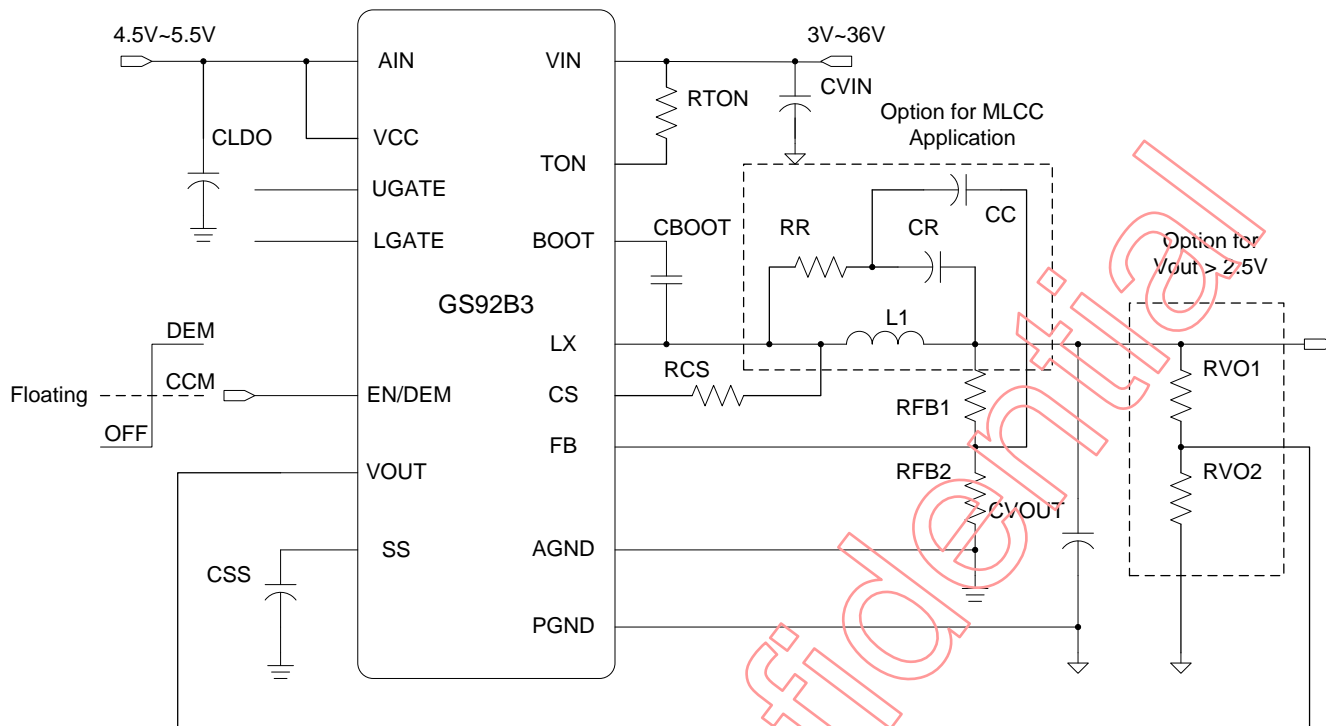 4.5V~5.5V
3V~36V
AIN
VIN
CVIN
RTON
Option for MLCC
Application
CLDO
VCC
TON
UGATE
CC
LGATE
BOOT
CBOOT
RR
CR
Option for
Vout > 2.5V
GS92B3
DEM
LX
L1
Floating
CCM
EN/DEM
CS
RCS
RFB1
RVO1
OFF
FB
VOUT
RFB2
RVO2
CVOUT
SS
AGND
CSS
PGND
fidential